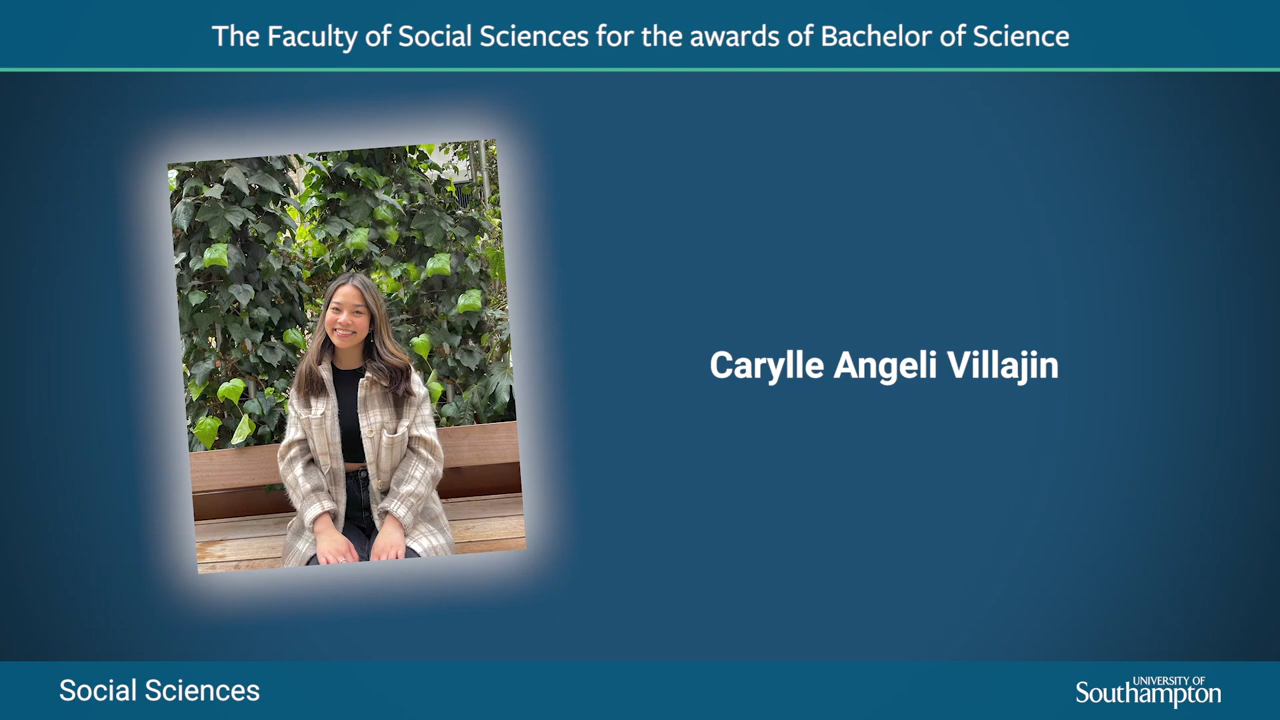 The Faculty of Social Sciences for the awards of Bachelor of Science
Carylle Angeli Villajin
Social Sciences
UNIVERSITY OF
Southampton